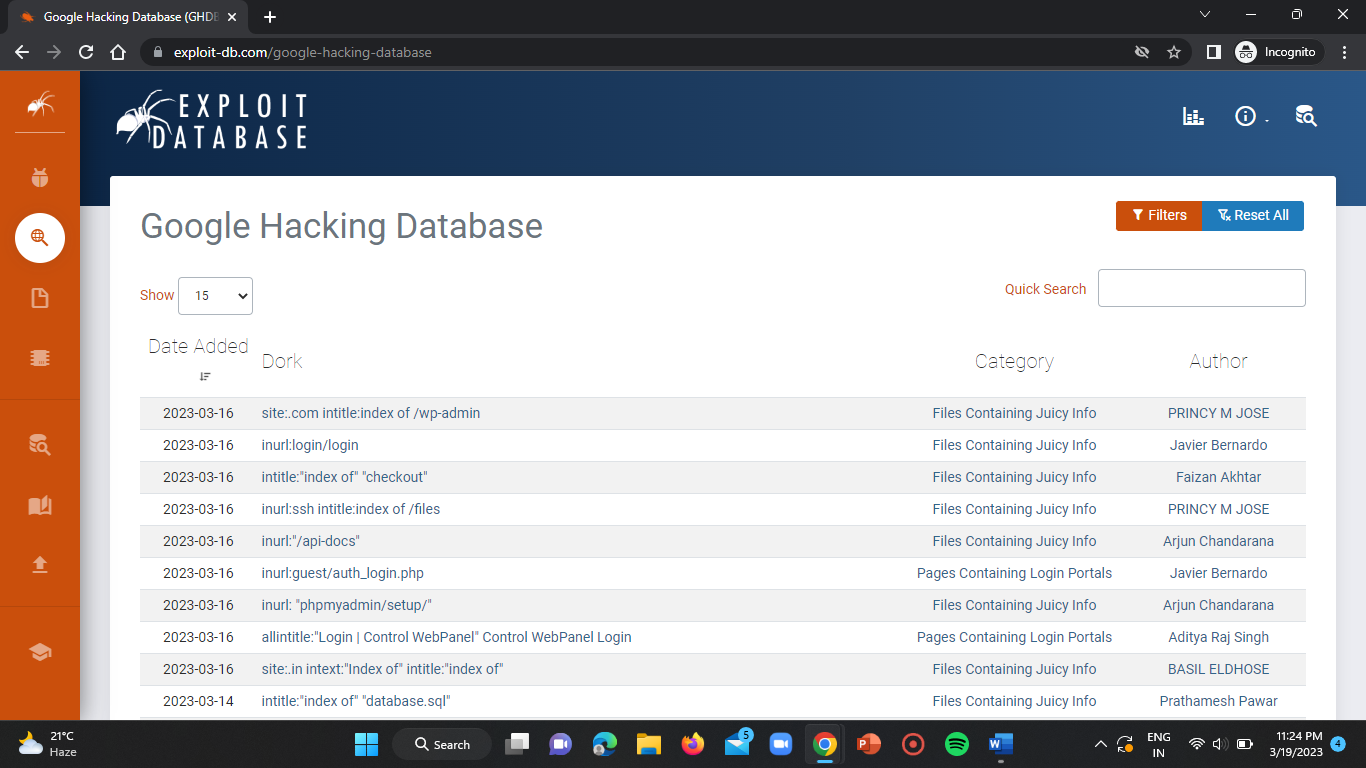 Google Hacking Database (GHDB
exploit-db.com/google-hacking-database
Incognito
EXPLOIT
DATABASE
Google Hacking Database
Filters
Reset All
Show 15
Quick Search
Date Added Dork Category Author
2023-03-16 site:.com intitle:index of /wp-admin Files Containing Juicy Info PRINCY M JOSE
2023-03-16 inurl:login/login Files Containing Juicy Info Javier Bernardo
2023-03-16 intitle:"index of" "checkout" Files Containing Juicy Info Faizan Akhtar
2023-03-16 inurl:ssh intitle:index of /files Files Containing Juicy Info PRINCY M JOSE
2023-03-16 inurl:"/api-docs" Files Containing Juicy Info Arjun Chandarana
2023-03-16 inurl:guest/auth_login.php Pages Containing Login Portals Javier Bernardo
2023-03-16 inurl: "phpmyadmin/setup/" Files Containing Juicy Info Arjun Chandarana
2023-03-16 allintitle:"Login | Control WebPanel" Control WebPanel Login Pages Containing Login Portals Aditya Raj Singh
2023-03-16 site:.in intext:"Index of" intitle:"index of" Files Containing Juicy Info BASIL ELDHOSE
2023-03-14 intitle:"index of" "database.sql" Files Containing Juicy Info Prathamesh Pawar
21°C
Haze
Search
5
ENG
IN
11:24 PM
3/19/2023
4